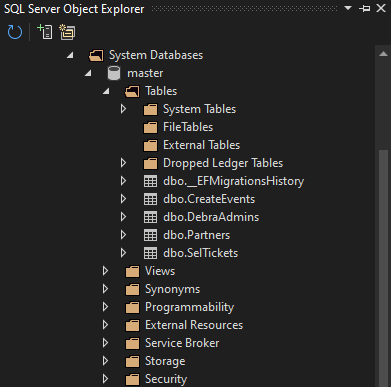 SQL Server Object Explorer
System Databases
master
Tables
System Tables
FileTables
External Tables
Dropped Ledger Tables
dbo.__EFMigrationsHistory
dbo.CreateEvents
dbo.DebraAdmins
dbo.Partners
dbo.SelTickets
Views
Synonyms
Programmability
External Resources
Service Broker
Storage
Security